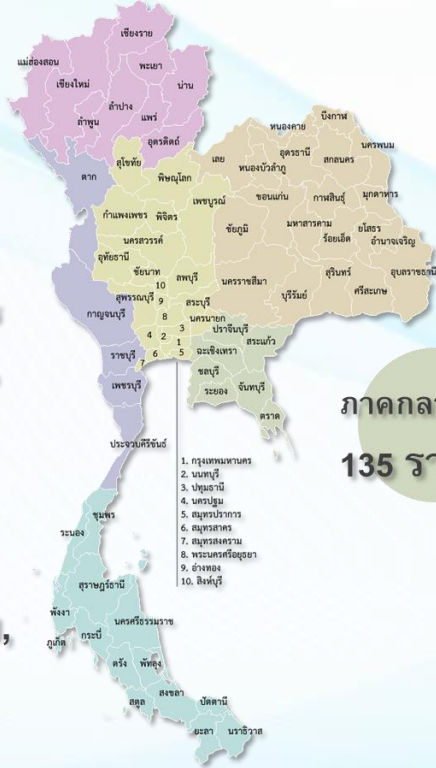 เชียงราย
แม่ฮ่องสอน
พะเยา
เชียงใหม่
น่าน
ลำปาง
ลำพูน
แพร่
อุตรดิตถ์
ตาก
สุโขทัย
พิษณุโลก
เพชรบูรณ์
กำแพงเพชร
พิจิตร
นครสวรรค์
อุทัยธานี
ชัยนาท
ลพบุรี
10
สุพรรณบุรี
9
สระบุรี
8
นครนายก
3
4
2
1
6
5
7
บึงกาฬ
หนองคาย
นครพนม
เลย
อุดรธานี
สกลนคร
หนองบัวลำภู
ขอนแก่น
กาฬสินธุ์
มุกดาหาร
ชัยภูมิ
มหาสารคาม
ร้อยเอ็ด
ยโสธร
อำนาจเจริญ
นครราชสีมา
บุรีรัมย์
สุรินทร์
ศรีสะเกษ
อุบลราชธานี
กาญจนบุรี
ราชบุรี
เพชรบุรี
ประจวบคีรีขันธ์
ปราจีนบุรี
สระแก้ว
ฉะเชิงเทรา
ชลบุรี
ระยอง
จันทบุรี
ตราด
135
1. กรุงเทพมหานคร
2. นนทบุรี
3. ปทุมธานี
4. นครปฐม
5. สมุทรปราการ
6. สมุทรสาคร
7. สมุทรสงคราม
8. พระนครศรีอยุธยา
9. อ่างทอง
10. สิงห์บุรี
ชุมพร
ระนอง
สุราษฎร์ธานี
พังงา
นครศรีธรรมราช
ภูเก็ต
กระบี่
ตรัง
พัทลุง
สตูล
สงขลา
ปัตตานี
ยะลา
นราธิวาส
,